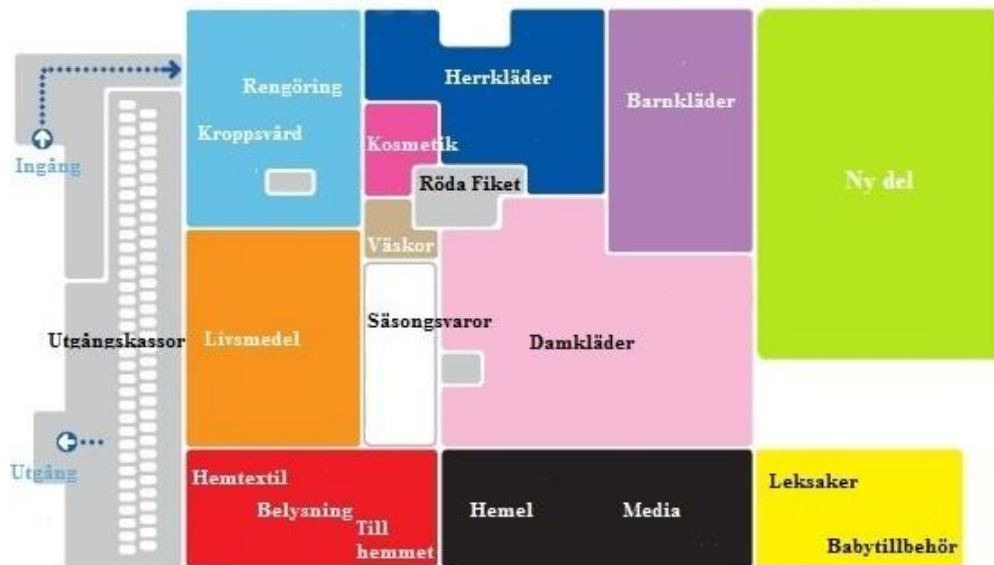 Rengöring
Herrkläder
Barnkläder
Kroppsvård
Kosmetik
Ingång
Röda Fiket
Ny del
Väskor
Säsongsvaror
Utgångskassor
Livsmedel
Damkläder
Utgång
Hemtextil
Leksaker
Belysning
Hemel
Media
Till
hemmet
Babytillbehör